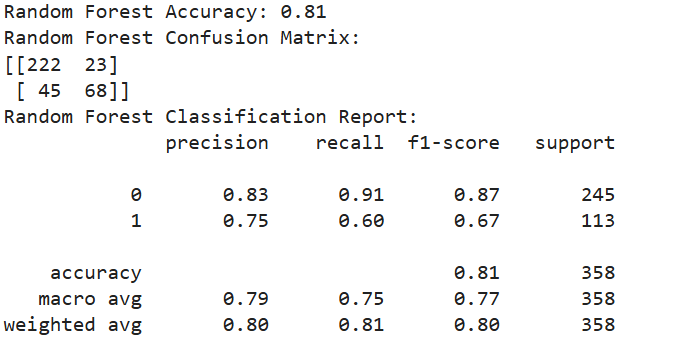 Random Forest Accuracy: 0.81
Random Forest Confusion Matrix:
[[222  23]
 [ 45  68]]
Random Forest Classification Report:
              precision    recall  f1-score   support

           0       0.83      0.91      0.87       245
           1       0.75      0.60      0.67       113

    accuracy                           0.81       358
   macro avg       0.79      0.75      0.77       358
weighted avg       0.80      0.81      0.80       358